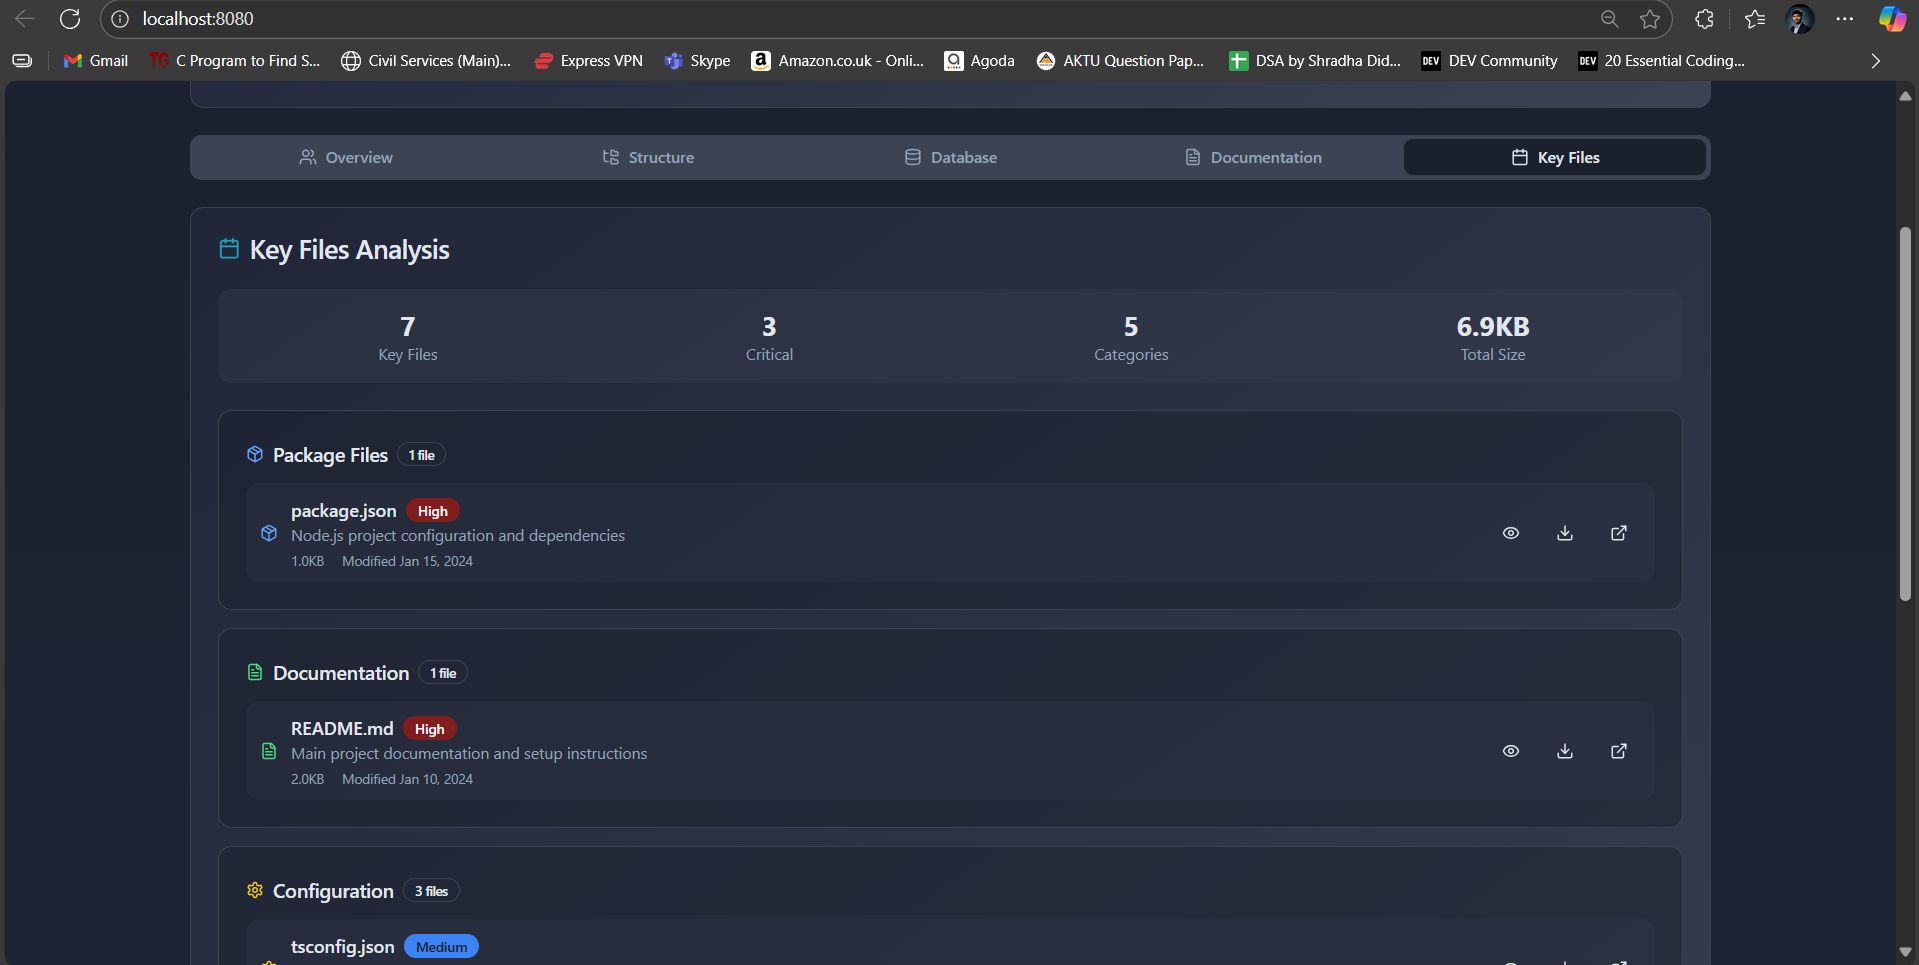 localhost:8080
Gmail
TG C Program to Find S...
Civil Services (Main)...
Express VPN
Skype
a Amazon.co.uk - Onli...
Agoda
AKTU Question Pap...
DSA by Shradha Did...
DEV DEV Community
DEV 20 Essential Coding...
Overview
Structure
Database
Documentation
Key Files
Key Files Analysis
7
Key Files
3
Critical
5
Categories
6.9KB
Total Size
Package Files 1 file
package.json High
Node.js project configuration and dependencies
1.0KB Modified Jan 15, 2024
Documentation 1 file
README.md High
Main project documentation and setup instructions
2.0KB Modified Jan 10, 2024
Configuration 3 files
tsconfig.json Medium